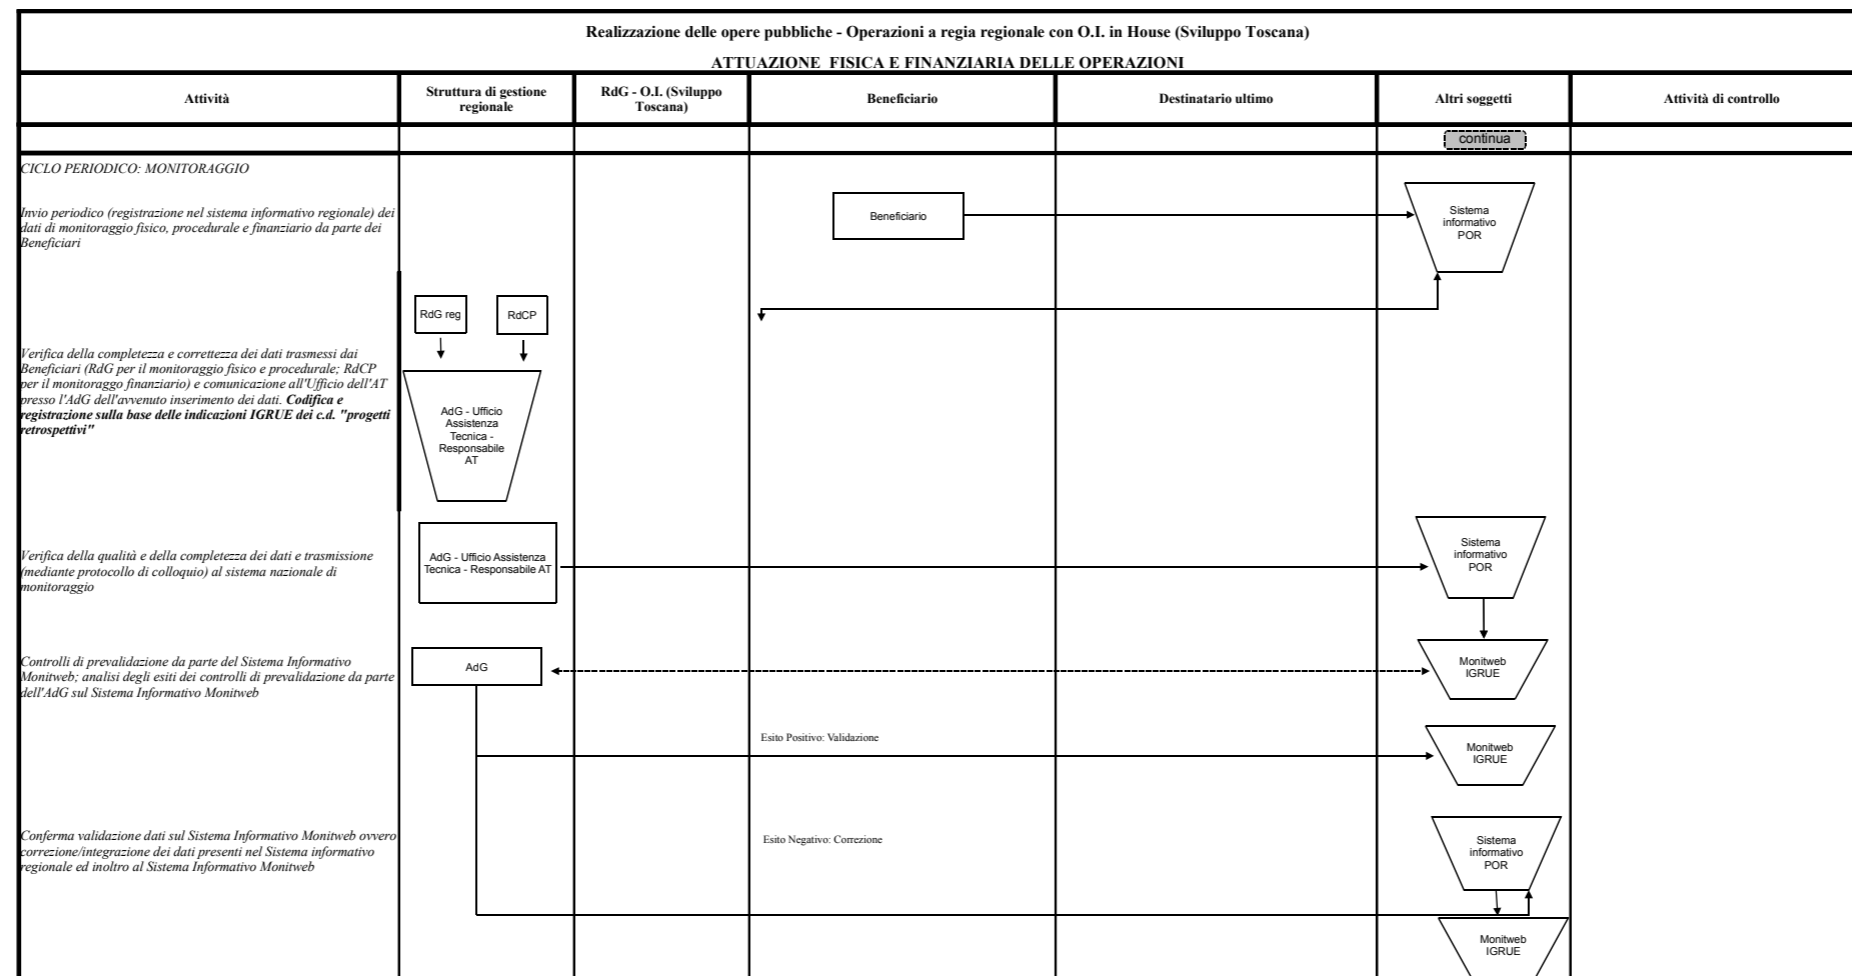 Realizzazione delle opere pubbliche - Operazioni a regia regionale con O.I. in House (Sviluppo Toscana)
ATTUAZIONE FISICA E FINANZIARIA DELLE OPERAZIONI
Attività
Struttura di gestione
regionale
RdG - O.I. (Sviluppo
Toscana)
Beneficiario
Destinatario ultimo
Altri soggetti
Attività di controllo
continua
CICLO PERIODICO: MONITORAGGIO
Invio periodico (registrazione nel sistema informativo regionale) dei
dati di monitoraggio fisico, procedurale e finanziario da parte dei
Beneficiari
Beneficiario
Sistema
informativo
POR
RdG reg
RdCP
Verifica della completezza e correttezza dei dati trasmessi dai
Beneficiari (RdG per il monitoraggio fisico e procedurale; RdCP
per il monitoraggo finanziario) e comunicazione all'Ufficio dell'AT
presso l'AdG dell'avvenuto inserimento dei dati. Codifica e
registrazione sulla base delle indicazioni IGRUE dei c.d. "progetti
retrospettivi"
AdG - Ufficio
Assistenza
Tecnica -
Responsabile
AT
Verifica della qualità e della completezza dei dati e trasmissione
(mediante protocollo di colloquio) al sistema nazionale di
monitoraggio
AdG - Ufficio Assistenza
Tecnica - Responsabile AT
Sistema
informativo
POR
Controlli di prevalidazione da parte del Sistema Informativo
Monitweb; analisi degli esiti dei controlli di prevalidazione da parte
dell'AdG sul Sistema Informativo Monitweb
AdG
Monitweb
IGRUE
Esito Positivo: Validazione
Monitweb
IGRUE
Conferma validazione dati sul Sistema Informativo Monitweb ovvero
correzione/integrazione dei dati presenti nel Sistema informativo
regionale ed inoltro al Sistema Informativo Monitweb
Esito Negativo: Correzione
Sistema
informativo
POR
Monitweb
IGRUE